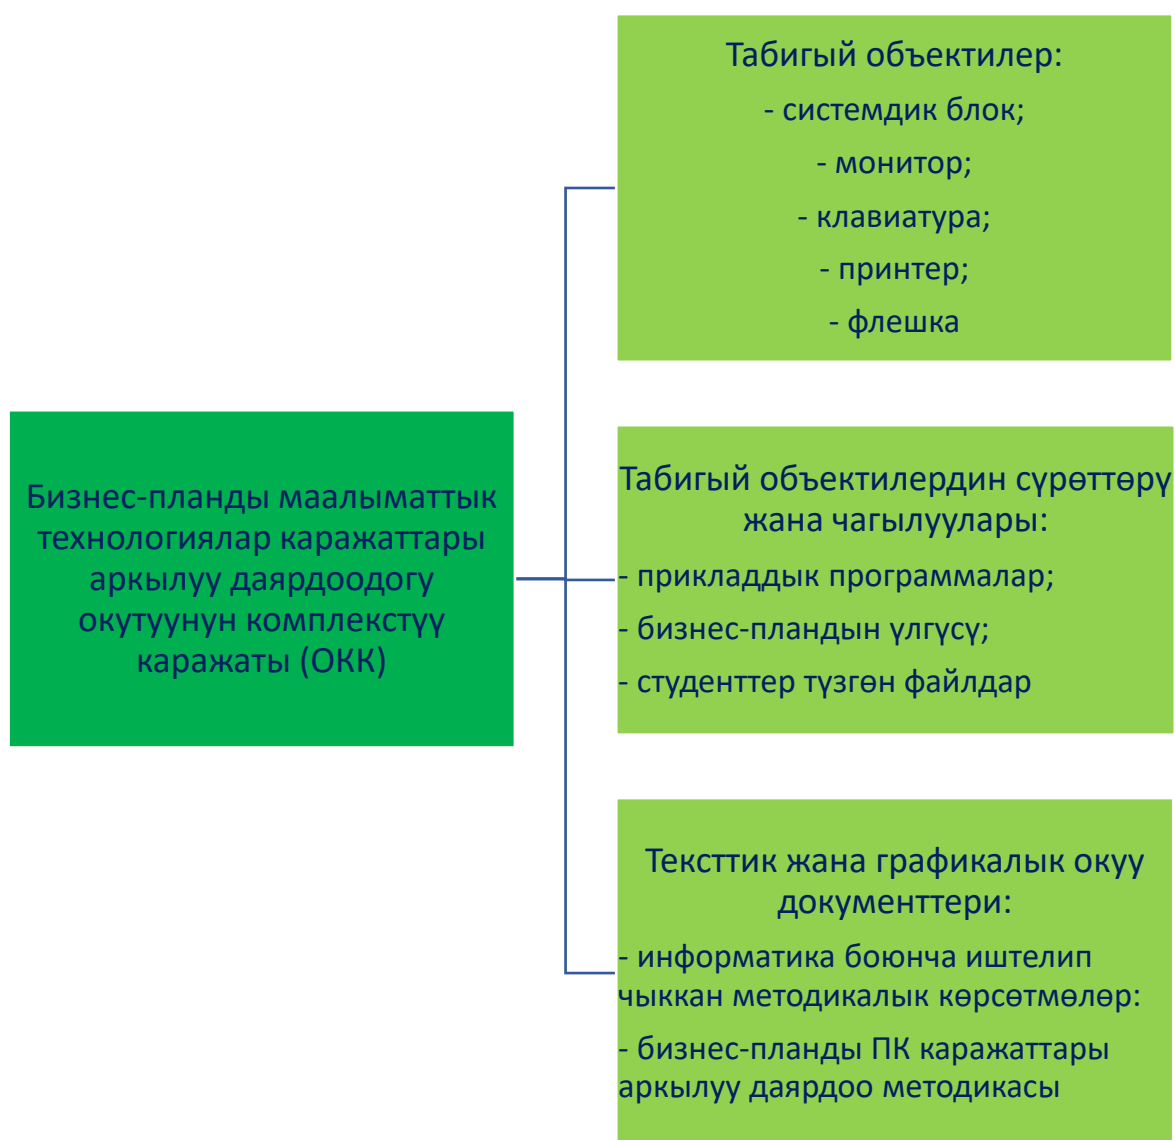 Табигый объектилер:
- системдик блок;
- монитор;
- клавиатура;
- принтер;
- флешка
Бизнес-планды маалыматтык
технологиялар каражаттары
аркылуу даярдоодогу
окутуунун комплекстүү
каражаты (ОКК)
Табигый объектилердин сүрөттөрү
жана чагылуулары:
- прикладдык программалар;
- бизнес-пландын үлгүсү;
- студенттер түзгөн файлдар
Тексттик жана графикалык окуу
документтери:
- информатика боюнча иштелип
чыккан методикалык көрсөтмөлөр:
- бизнес-планды ПК каражаттары
аркылуу даярдоо методикасы